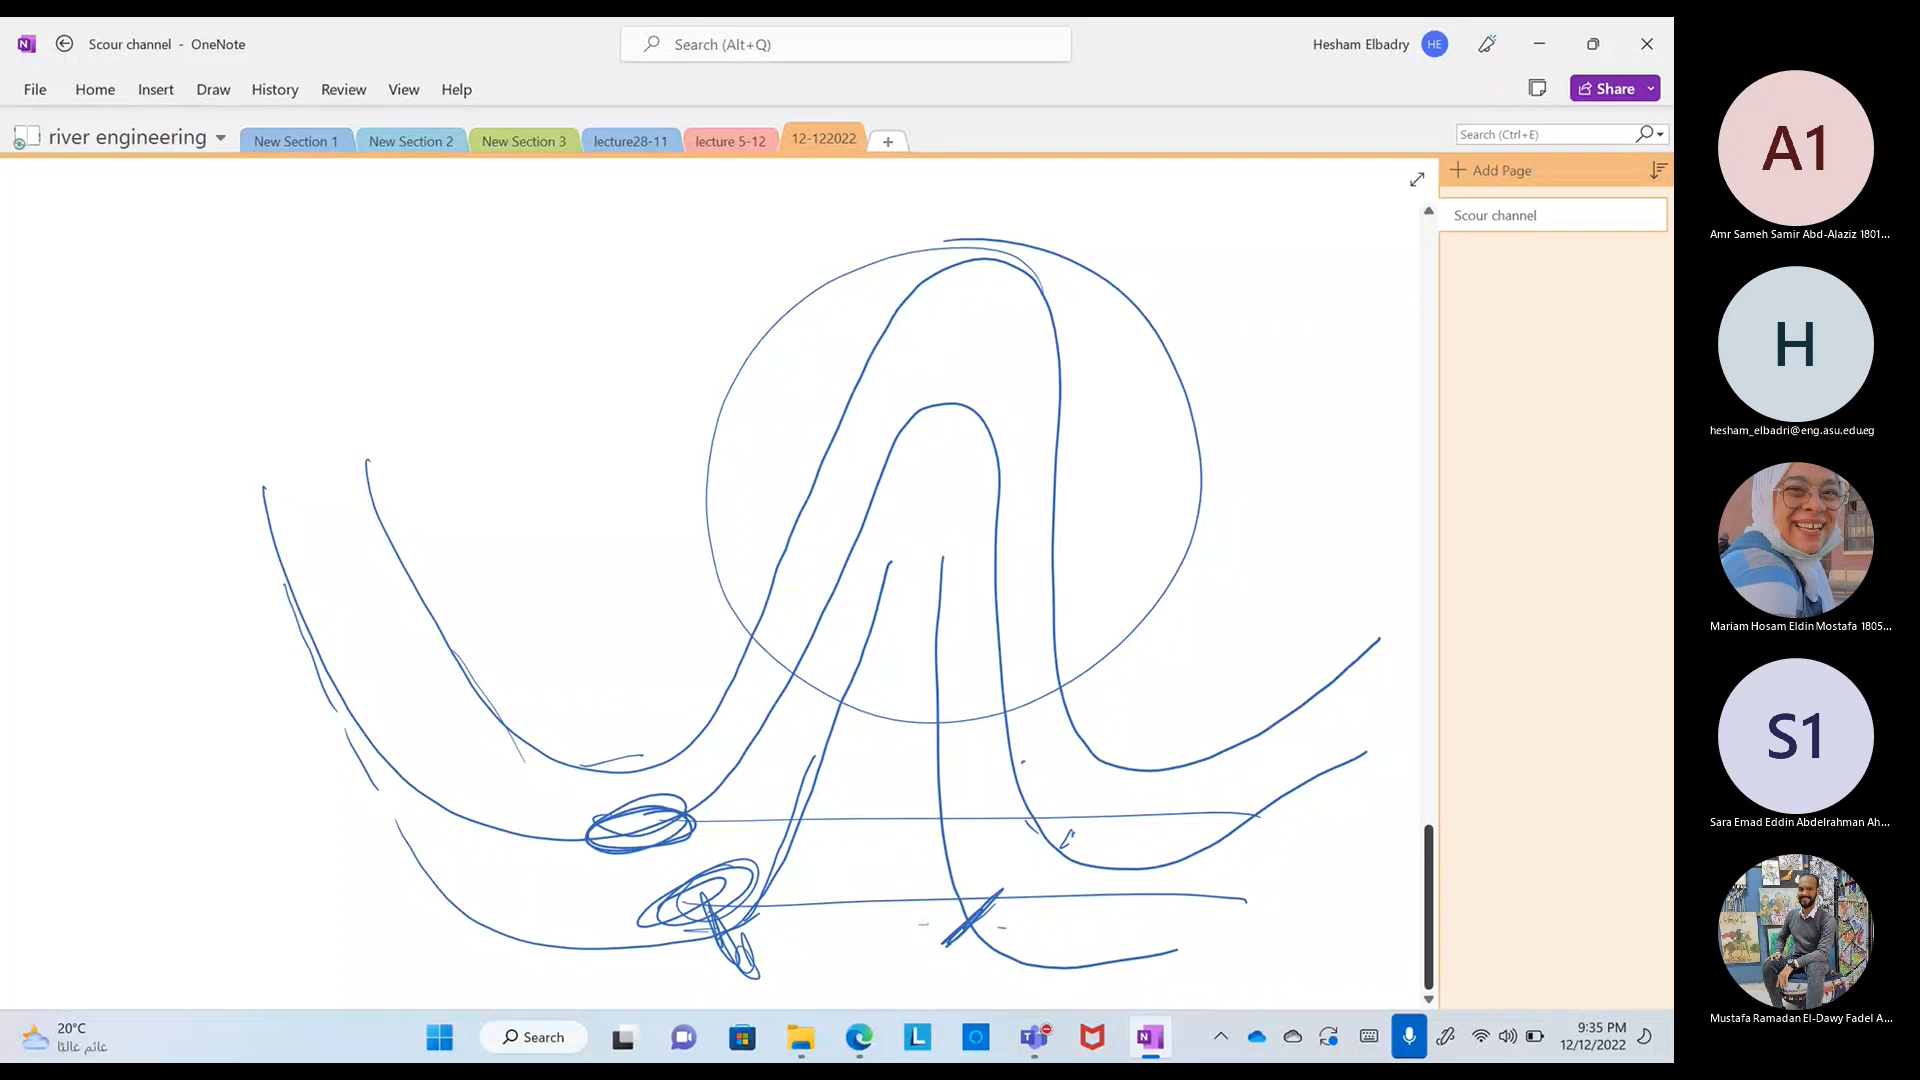 Scour channel - OneNote
Search (Alt+Q)
Hesham Elbadry HE
File Home Insert Draw History Review View Help
Share
river engineering New Section 1 New Section 2 New Section 3 lecture28-11 lecture 5-12 12-122022
Search (Ctrl+E)
Add Page
Scour channel
A1
Amr Sameh Samir Abd-Alaziz 1801...
H
hesham_elbadri@eng.asu.edu.eg
Mariam Hosam Eldin Mostafa 1805...
S1
Sara Emad Eddin Abdelrahman Ah...
Mustafa Ramadan El-Dawy Fadel A...
20°C
غائم غالبًا
Search
9:35 PM
12/12/2022